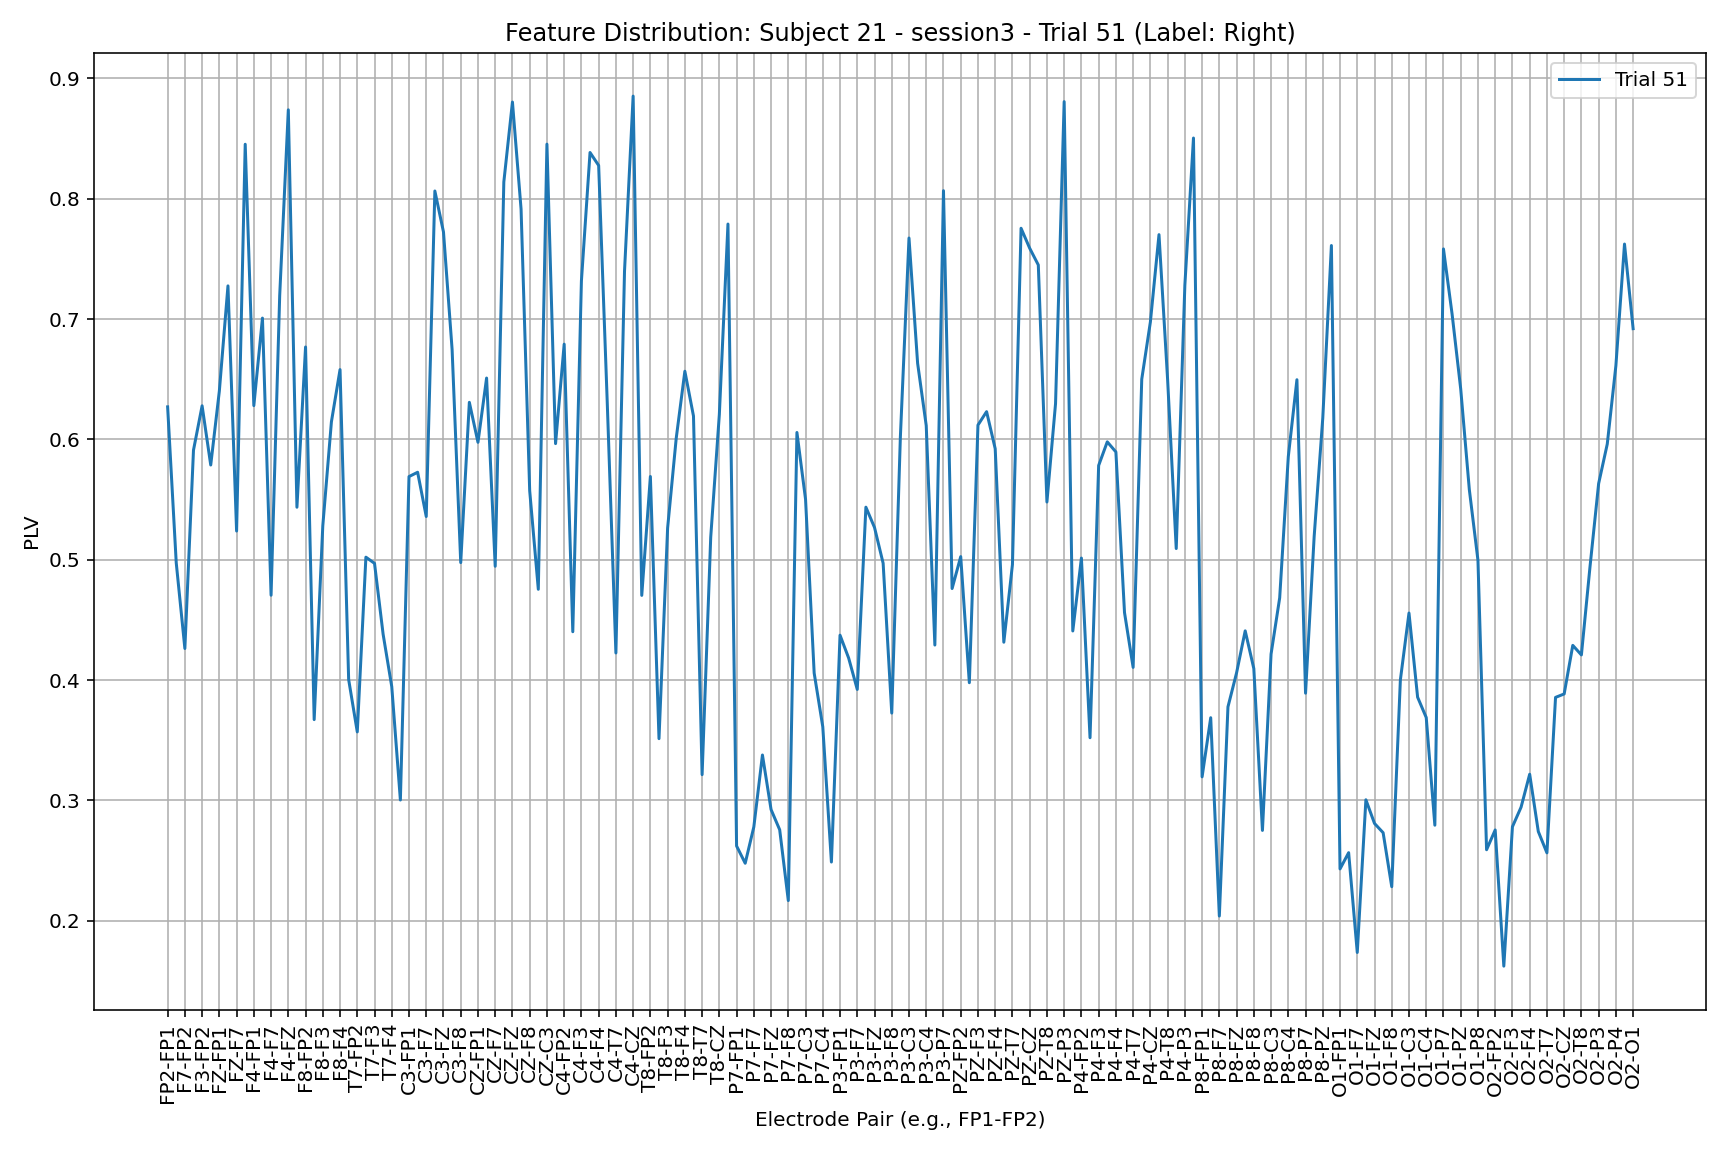 Feature Distribution: Subject 21 - session3 - Trial 51 (Label: Right)
Trial 51
PLV
0.9
0.8
0.7
0.6
0.5
0.4
0.3
0.2
FP2-FP1
F7-FP2
F3-FP2
FZ-FP1
FZ-F7
F4-FP1
F4-F7
F4-FZ
F8-FP2
F8-F3
F8-F4
T7-FP2
T7-F3
T7-F4
C3-FP1
C3-F7
C3-FZ
C3-F8
CZ-FP1
CZ-F7
CZ-FZ
CZ-F8
CZ-C3
C4-FP2
C4-F3
C4-F4
C4-T7
C4-CZ
T8-FP2
T8-F3
T8-F4
T8-T7
T8-CZ
P7-FP1
P7-F7
P7-FZ
P7-F8
P7-C3
P7-C4
P3-FP1
P3-F7
P3-FZ
P3-F8
P3-C3
P3-C4
P3-P7
PZ-FP2
PZ-F3
PZ-F4
PZ-T7
PZ-CZ
PZ-T8
PZ-P3
P4-FP2
P4-F3
P4-F4
P4-T7
P4-CZ
P4-T8
P4-P3
P8-FP1
P8-F7
P8-FZ
P8-F8
P8-C3
P8-C4
P8-P7
P8-PZ
O1-FP1
O1-F7
O1-FZ
O1-F8
O1-C3
O1-C4
O1-P7
O1-PZ
O1-P8
O2-FP2
O2-F3
O2-F4
O2-T7
O2-CZ
O2-T8
O2-P3
O2-P4
O2-O1
Electrode Pair (e.g., FP1-FP2)